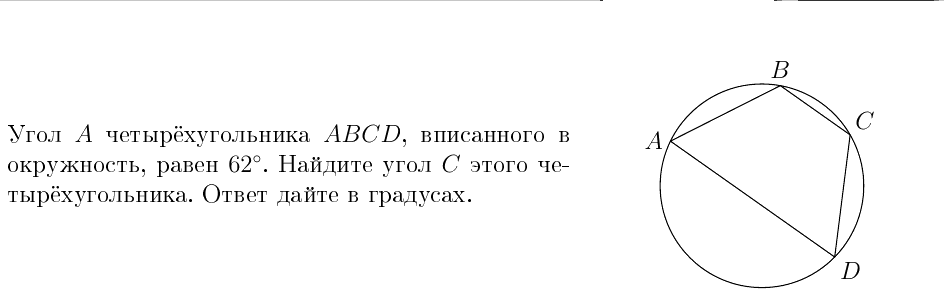 Угол A четырёхугольника ABCD, вписанного в
окружность, равен 62°. Найдите угол C этого че-
тырёхугольника. Ответ дайте в градусах.
B
C
A
D